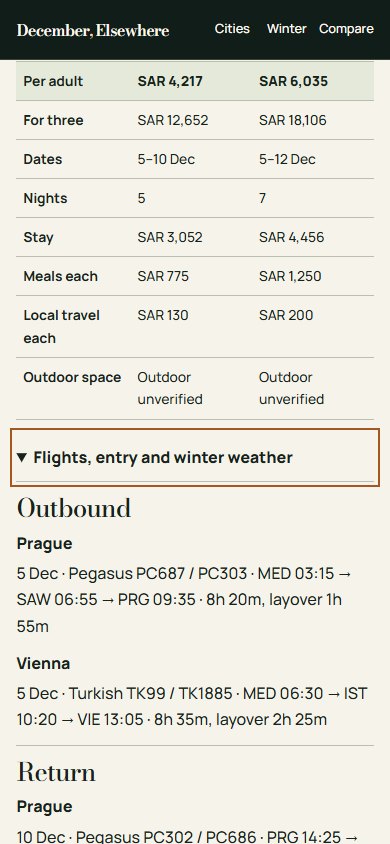 December, Elsewhere
Cities Winter Compare
Per adult SAR 4,217 SAR 6,035
For three SAR 12,652 SAR 18,106
Dates 5–10 Dec 5–12 Dec
Nights 5 7
Stay SAR 3,052 SAR 4,456
Meals each SAR 775 SAR 1,250
Local travel SAR 130 SAR 200
each
Outdoor space Outdoor Outdoor
unverified unverified
▼ Flights, entry and winter weather
Outbound
Prague
5 Dec · Pegasus PC687 / PC303 · MED 03:15 →
SAW 06:55 → PRG 09:35 · 8h 20m, layover 1h
55m
Vienna
5 Dec · Turkish TK99 / TK1885 · MED 06:30 → IST
10:20 → VIE 13:05 · 8h 35m, layover 2h 25m
Return
Prague
10 Dec · Pegasus PC302 / PC686 · PRG 14:25 →